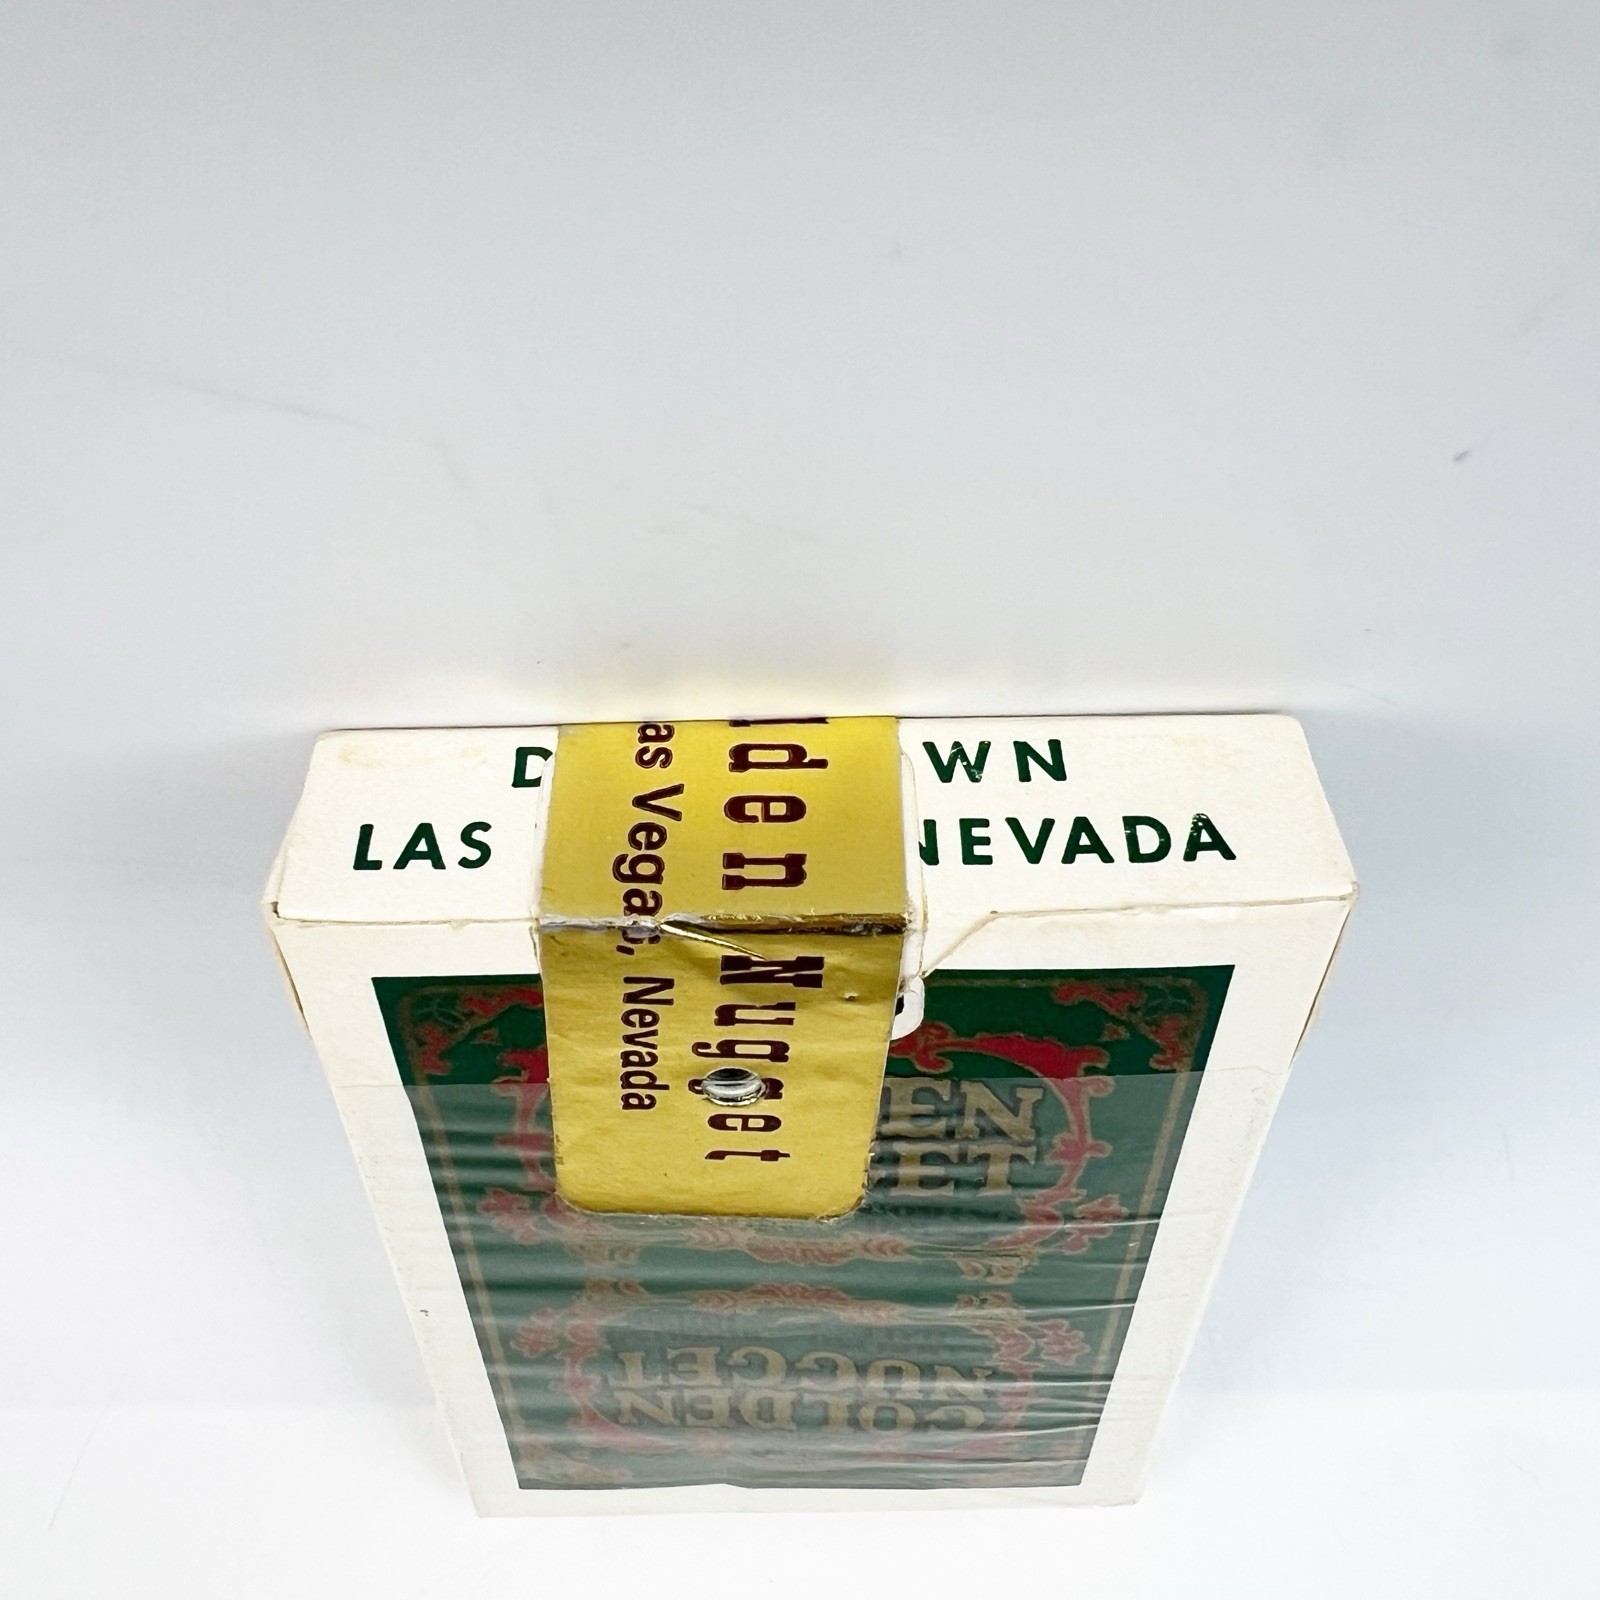 D WN
LAS NEVADA
lden Nugget
as Vegas, Nevada
EN
ET
GOLDEN
NUGGET